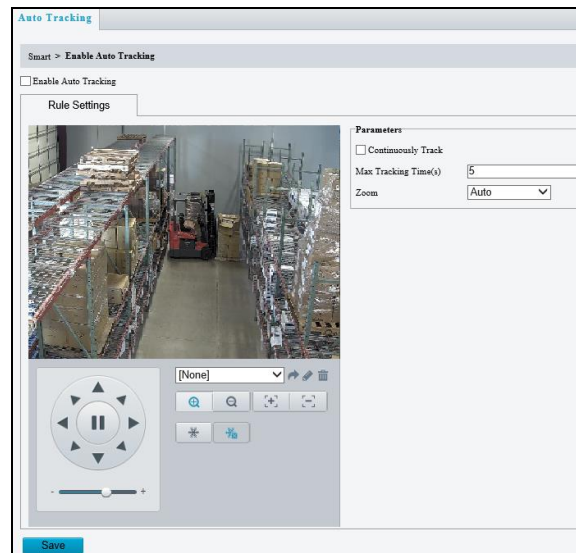 Auto Tracking
Smart > Enable Auto Tracking
Enable Auto Tracking
Rule Settings
Parameters
Continuously Track
Max Tracking Time(s) 5
Zoom Auto
[None]
- +
Save